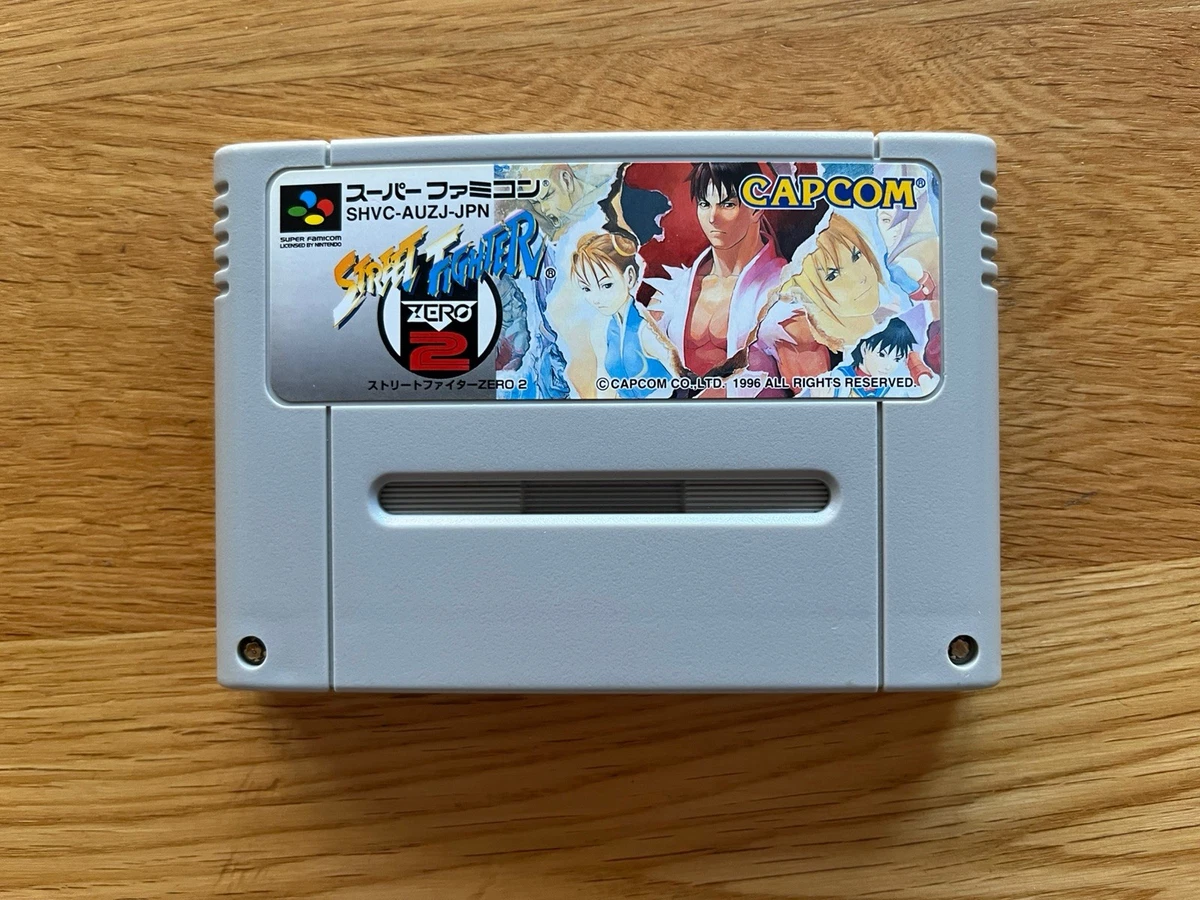 スーパーファミコン®
SHVC-AUZJ-JPN
SUPER FAMICOM
LICENSED BY NINTENDO
STREET FIGHTER®
ZERO
2
ストリートファイターZERO 2
CAPCOM®
© CAPCOM CO.,LTD. 1996 ALL RIGHTS RESERVED.